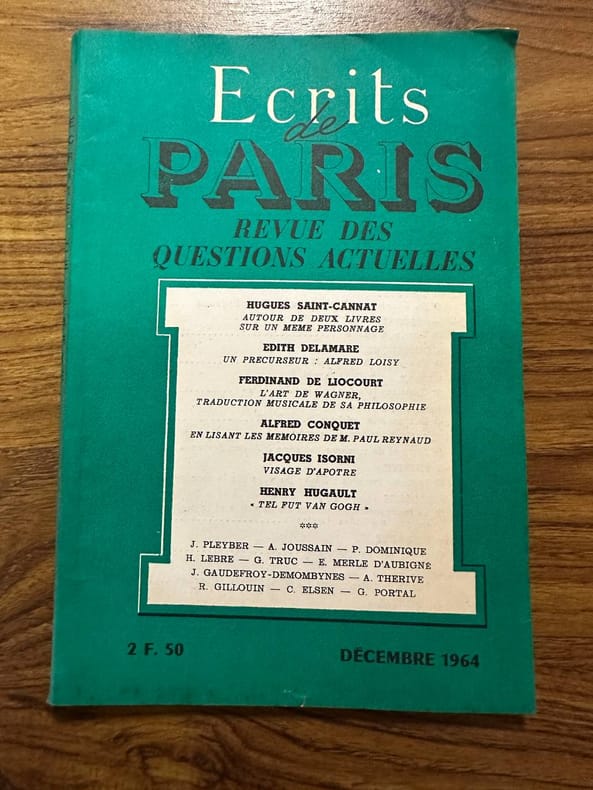 Ecrits
de
PARIS
REVUE DES
QUESTIONS ACTUELLES
HUGUES SAINT-CANNAT
AUTOUR DE DEUX LIVRES
SUR UN MEME PERSONNAGE
EDITH DELAMARE
UN PRECURSEUR : ALFRED LOISY
FERDINAND DE LIOCOURT
L'ART DE WAGNER,
TRADUCTION MUSICALE DE SA PHILOSOPHIE
ALFRED CONQUET
EN LISANT LES MEMOIRES DE M. PAUL REYNAUD
JACQUES ISORNI
VISAGE D'APOTRE
HENRY HUGAULT
« TEL FUT VAN GOGH »
***
J. PLEYBER — A. JOUSSAIN — P. DOMINIQUE
H. LEBRE — G. TRUC — E. MERLE D'AUBIGNÉ
J. GAUDEFROY-DEMOMBYNES — A. THERIVE
R. GILLOUIN — C. ELSEN — G. PORTAL
2 F. 50
DÉCEMBRE 1964